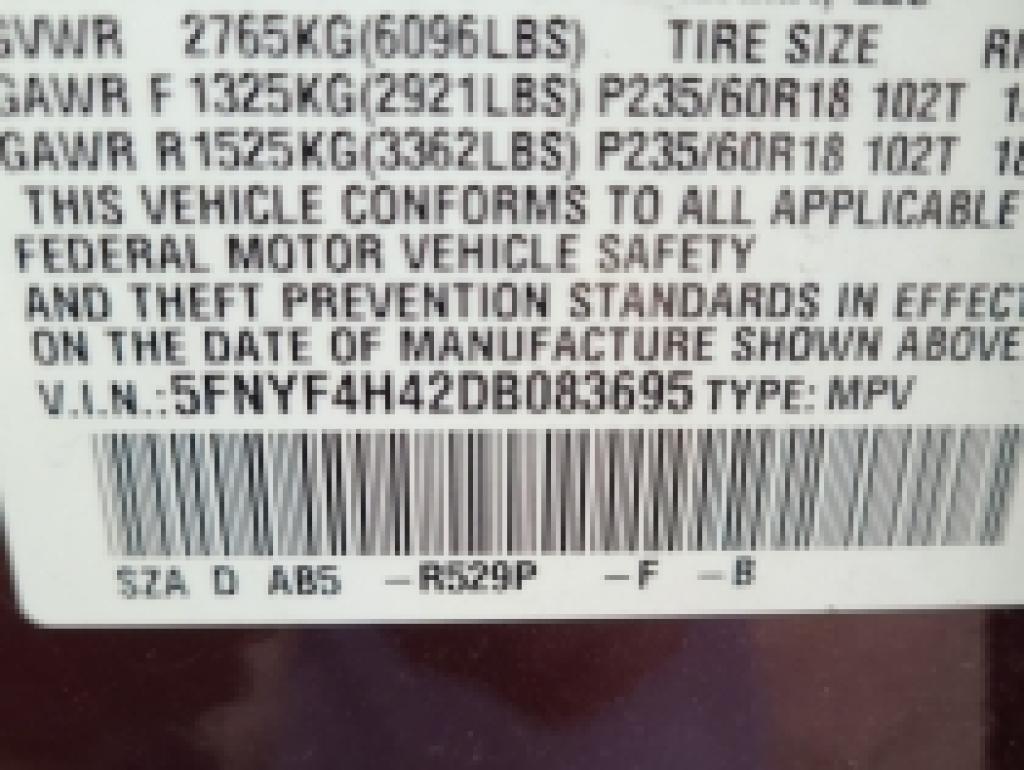 GVWR 2765KG(6096LBS) TIRE SIZE
GAWR F 1325KG(2921LBS) P235/60R18 102T
GAWR R1525KG(3362LBS) P235/60R18 102T 18
THIS VEHICLE CONFORMS TO ALL APPLICABLE
FEDERAL MOTOR VEHICLE SAFETY
AND THEFT PREVENTION STANDARDS IN EFFECT
ON THE DATE OF MANUFACTURE SHOWN ABOVE.
V.I.N.:5FNYF4H42DB083695 TYPE: MPV
SZA D ABS -R529P -F -B